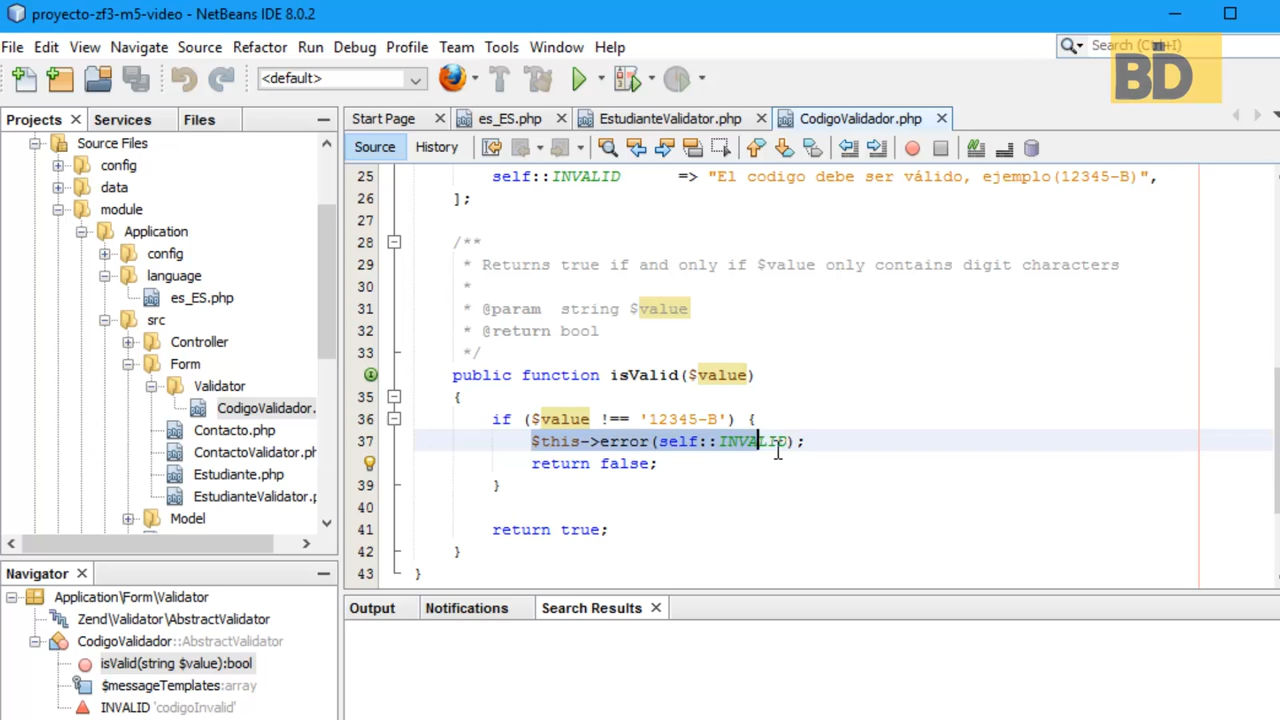 proyecto-zf3-m5-video - NetBeans IDE 8.0.2
File Edit View Navigate Source Refactor Run Debug Profile Team Tools Window Help
Search (Ctrl+I)
BD
<default>
Projects Services Files
Start Page es_ES.php EstudianteValidator.php CodigoValidador.php
Source History
Source Files
config
data
module
Application
config
language
es_ES.php
src
Controller
Form
Validator
CodigoValidador.
Contacto.php
ContactoValidator.ph
Estudiante.php
EstudianteValidator.p
Model
25 self::INVALID => "El codigo debe ser válido, ejemplo(12345-B)",
26 ];
27
28 /**
29 * Returns true if and only if $value only contains digit characters
30 *
31 * @param string $value
32 * @return bool
33 */
public function isValid($value)
35 {
36 if ($value !== '12345-B') {
37 $this->error(self::INVALID);
return false;
39 }
40
41 return true;
42 }
43 }
Navigator
Application\Form\Validator
Zend\Validator\AbstractValidator
CodigoValidador::AbstractValidator
isValid(string $value):bool
$messageTemplates:array
INVALID 'codigoInvalid'
Output Notifications Search Results